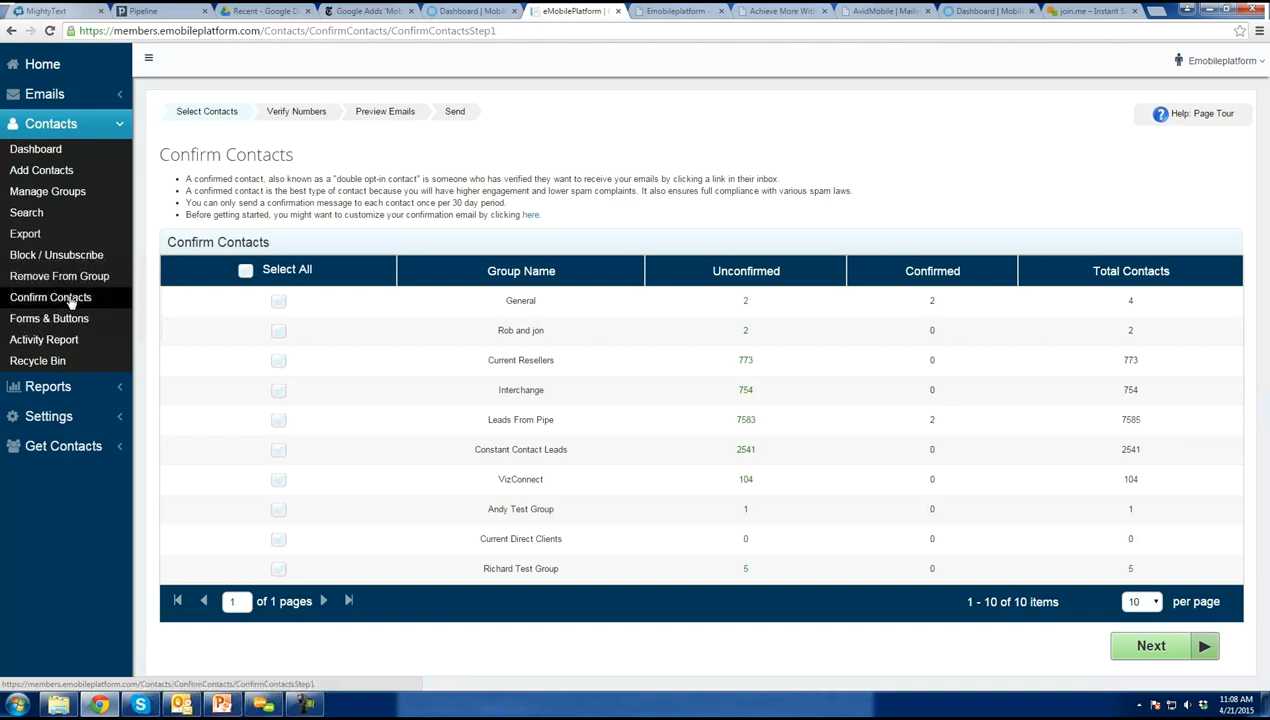 MightyText
Pipeline
Recent - Google D
Google Adds 'Mob
Dashboard | Mobil
eMobilePlatform | C
Emobileplatform -
Achieve More With
AvidMobile | Mailin
Dashboard | Mobil
join.me – Instant S
https://members.emobileplatform.com/Contacts/ConfirmContacts/ConfirmContactsStep1
Home
Emails
Contacts
Dashboard
Add Contacts
Manage Groups
Search
Export
Block / Unsubscribe
Remove From Group
Confirm Contacts
Forms & Buttons
Activity Report
Recycle Bin
Reports
Settings
Get Contacts
Emobileplatform
Select Contacts
Verify Numbers
Preview Emails
Send
Help: Page Tour
Confirm Contacts
A confirmed contact, also known as a "double opt-in contact" is someone who has verified they want to receive your emails by clicking a link in their inbox.
A confirmed contact is the best type of contact because you will have higher engagement and lower spam complaints. It also ensures full compliance with various spam laws.
You can only send a confirmation message to each contact once per 30 day period.
Before getting started, you might want to customize your confirmation email by clicking here.
Confirm Contacts
Select All Group Name Unconfirmed Confirmed Total Contacts
General 2 2 4
Rob and jon 2 0 2
Current Resellers 773 0 773
Interchange 754 0 754
Leads From Pipe 7583 2 7585
Constant Contact Leads 2541 0 2541
VizConnect 104 0 104
Andy Test Group 1 0 1
Current Direct Clients 0 0 0
Richard Test Group 5 0 5
1 of 1 pages 1 - 10 of 10 items 10 per page
Next
https://members.emobileplatform.com/Contacts/ConfirmContacts/ConfirmContactsStep1
11:08 AM
4/21/2015